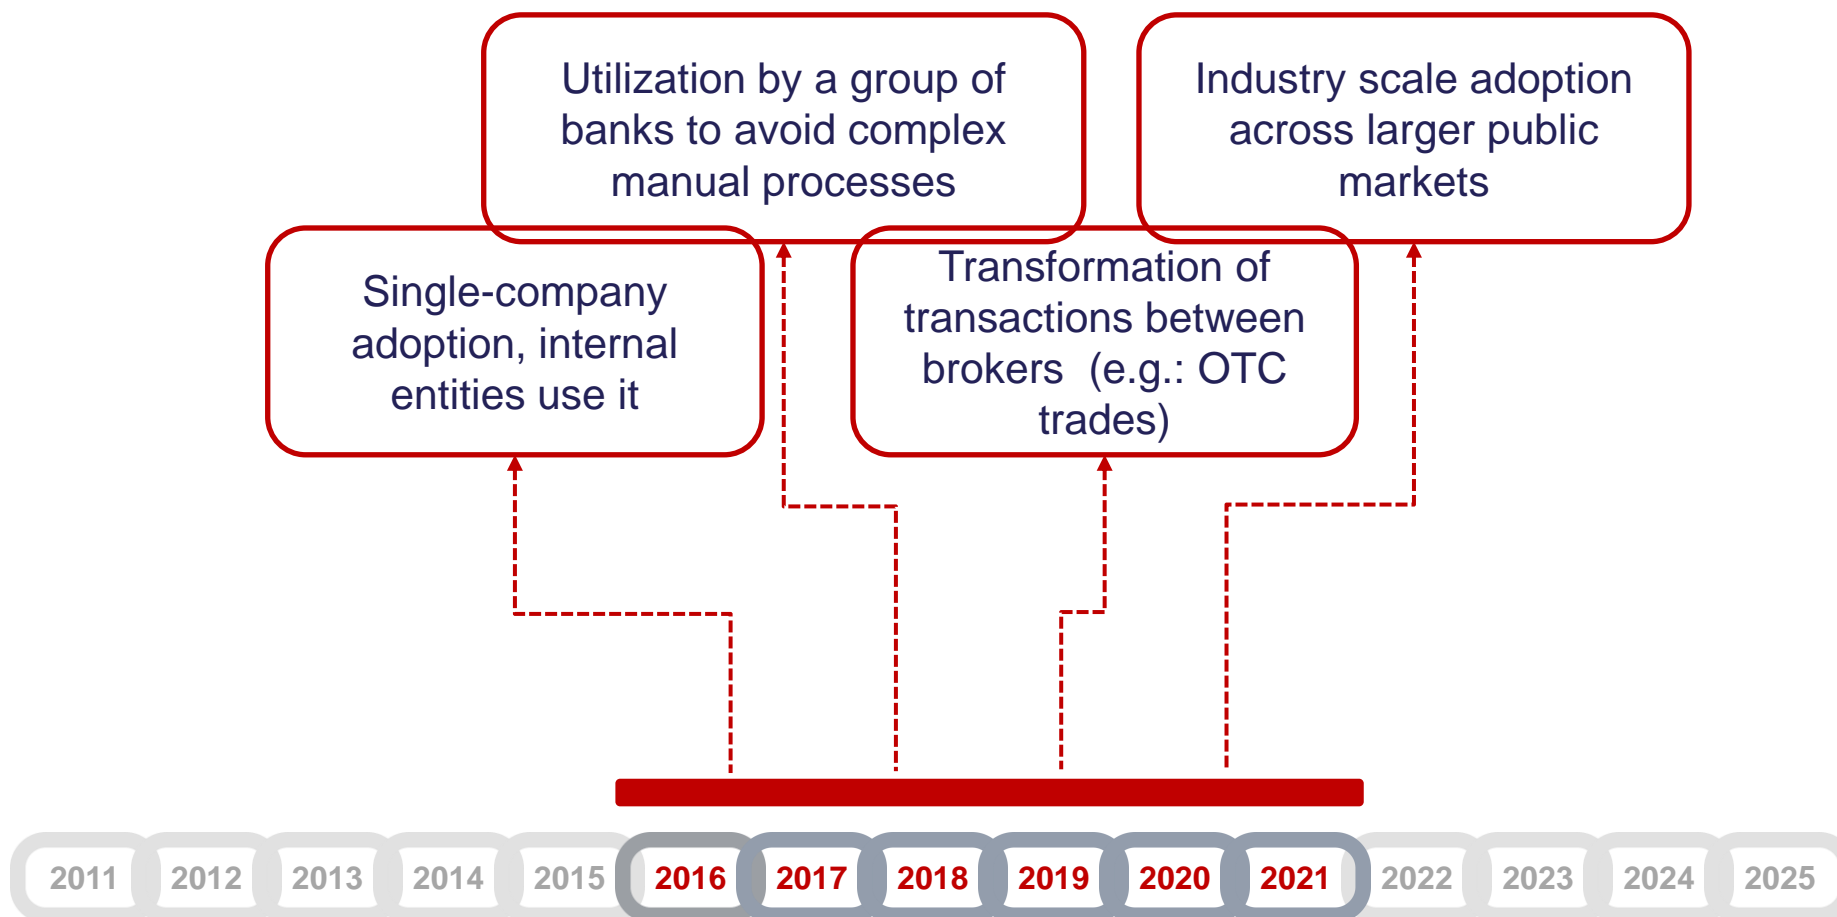 Utilization by a group of
banks to avoid complex
manual processes
Industry scale adoption
across larger public
markets
Single-company
adoption, internal
entities use it
Transformation of
transactions between
brokers  (e.g.: OTC
trades)
2011 2012 2013 2014 2015 2016 2017 2018 2019 2020 2021 2022 2023 2024 2025